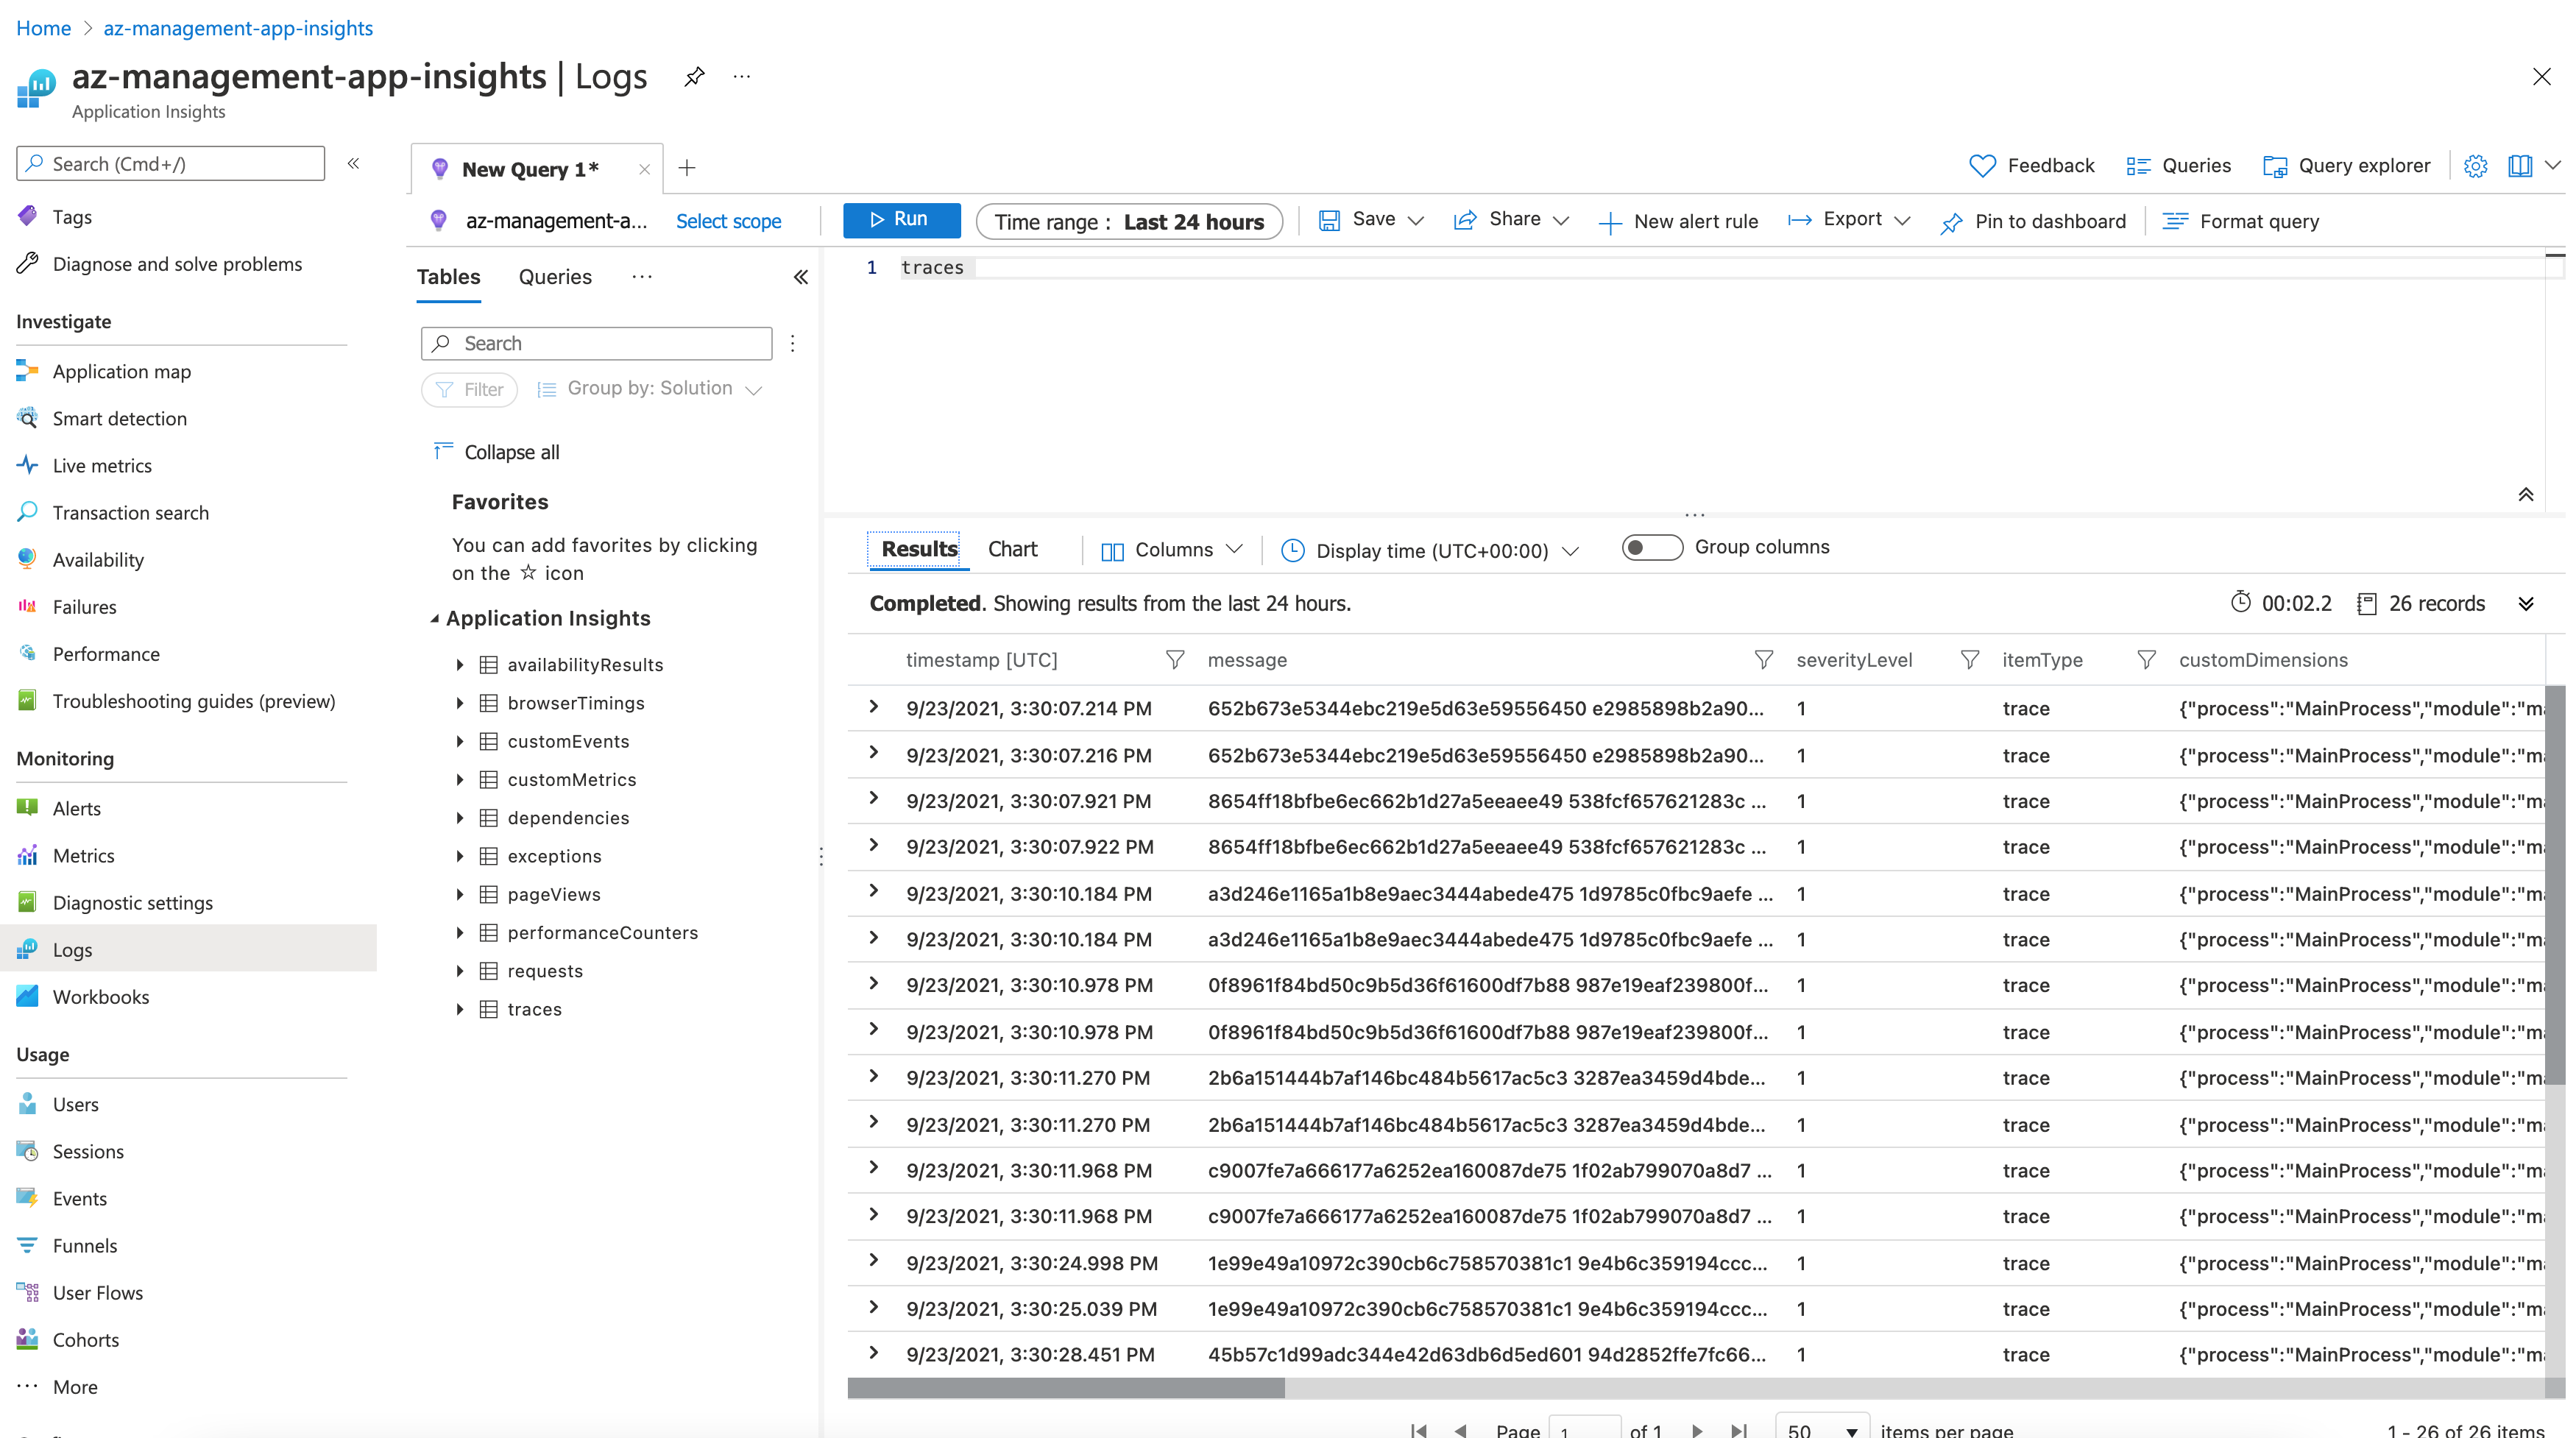 Home > az-management-app-insights
az-management-app-insights | Logs
Application Insights
Search (Cmd+/)
Tags
Diagnose and solve problems
Investigate
Application map
Smart detection
Live metrics
Transaction search
Availability
Failures
Performance
Troubleshooting guides (preview)
Monitoring
Alerts
Metrics
Diagnostic settings
Logs
Workbooks
Usage
Users
Sessions
Events
Funnels
User Flows
Cohorts
More
New Query 1*
Feedback
Queries
Query explorer
az-management-a...
Select scope
Run
Time range : Last 24 hours
Save
Share
New alert rule
Export
Pin to dashboard
Format query
Tables
Queries
Search
Filter
Group by: Solution
Collapse all
Favorites
You can add favorites by clicking
on the ☆ icon
Application Insights
availabilityResults
browserTimings
customEvents
customMetrics
dependencies
exceptions
pageViews
performanceCounters
requests
traces
1 traces
Results
Chart
Columns
Display time (UTC+00:00)
Group columns
Completed. Showing results from the last 24 hours.
00:02.2
26 records
timestamp [UTC] message severityLevel itemType customDimensions
9/23/2021, 3:30:07.214 PM 652b673e5344ebc219e5d63e59556450 e2985898b2a90... 1 trace {"process":"MainProcess","module":"m
9/23/2021, 3:30:07.216 PM 652b673e5344ebc219e5d63e59556450 e2985898b2a90... 1 trace {"process":"MainProcess","module":"m
9/23/2021, 3:30:07.921 PM 8654ff18bfbe6ec662b1d27a5eeaee49 538fcf657621283c ... 1 trace {"process":"MainProcess","module":"m
9/23/2021, 3:30:07.922 PM 8654ff18bfbe6ec662b1d27a5eeaee49 538fcf657621283c ... 1 trace {"process":"MainProcess","module":"m
9/23/2021, 3:30:10.184 PM a3d246e1165a1b8e9aec3444abede475 1d9785c0fbc9aefe ... 1 trace {"process":"MainProcess","module":"m
9/23/2021, 3:30:10.184 PM a3d246e1165a1b8e9aec3444abede475 1d9785c0fbc9aefe ... 1 trace {"process":"MainProcess","module":"m
9/23/2021, 3:30:10.978 PM 0f8961f84bd50c9b5d36f61600df7b88 987e19eaf239800f... 1 trace {"process":"MainProcess","module":"m
9/23/2021, 3:30:10.978 PM 0f8961f84bd50c9b5d36f61600df7b88 987e19eaf239800f... 1 trace {"process":"MainProcess","module":"m
9/23/2021, 3:30:11.270 PM 2b6a151444b7af146bc484b5617ac5c3 3287ea3459d4bde... 1 trace {"process":"MainProcess","module":"m
9/23/2021, 3:30:11.270 PM 2b6a151444b7af146bc484b5617ac5c3 3287ea3459d4bde... 1 trace {"process":"MainProcess","module":"m
9/23/2021, 3:30:11.968 PM c9007fe7a666177a6252ea160087de75 1f02ab799070a8d7 ... 1 trace {"process":"MainProcess","module":"m
9/23/2021, 3:30:11.968 PM c9007fe7a666177a6252ea160087de75 1f02ab799070a8d7 ... 1 trace {"process":"MainProcess","module":"m
9/23/2021, 3:30:24.998 PM 1e99e49a10972c390cb6c758570381c1 9e4b6c359194ccc... 1 trace {"process":"MainProcess","module":"m
9/23/2021, 3:30:25.039 PM 1e99e49a10972c390cb6c758570381c1 9e4b6c359194ccc... 1 trace {"process":"MainProcess","module":"m
9/23/2021, 3:30:28.451 PM 45b57c1d99adc344e42d63db6d5ed601 94d2852ffe7fc66... 1 trace {"process":"MainProcess","module":"m
Page 1 of 1 50 items per page
1 - 26 of 26 items